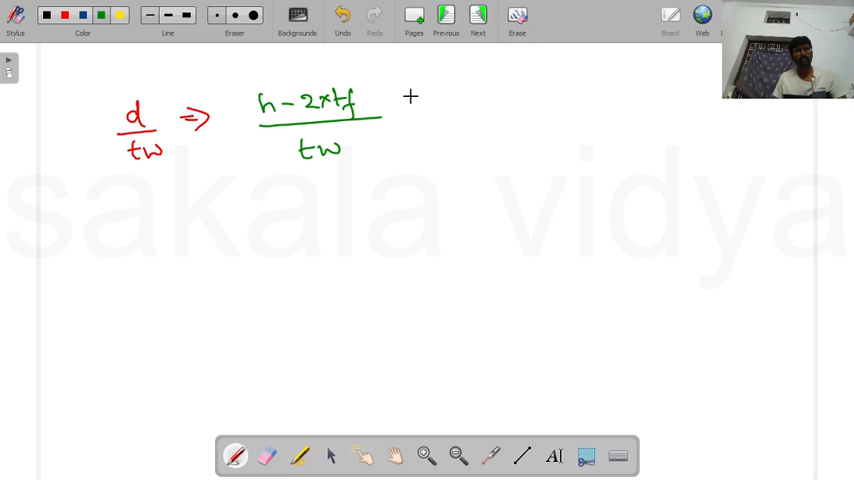 Stylus Color Line Eraser Backgrounds Undo Redo Pages Previous Next Erase Board Web
d/tw ⇒ h - 2×tf/tw
sakala vidya